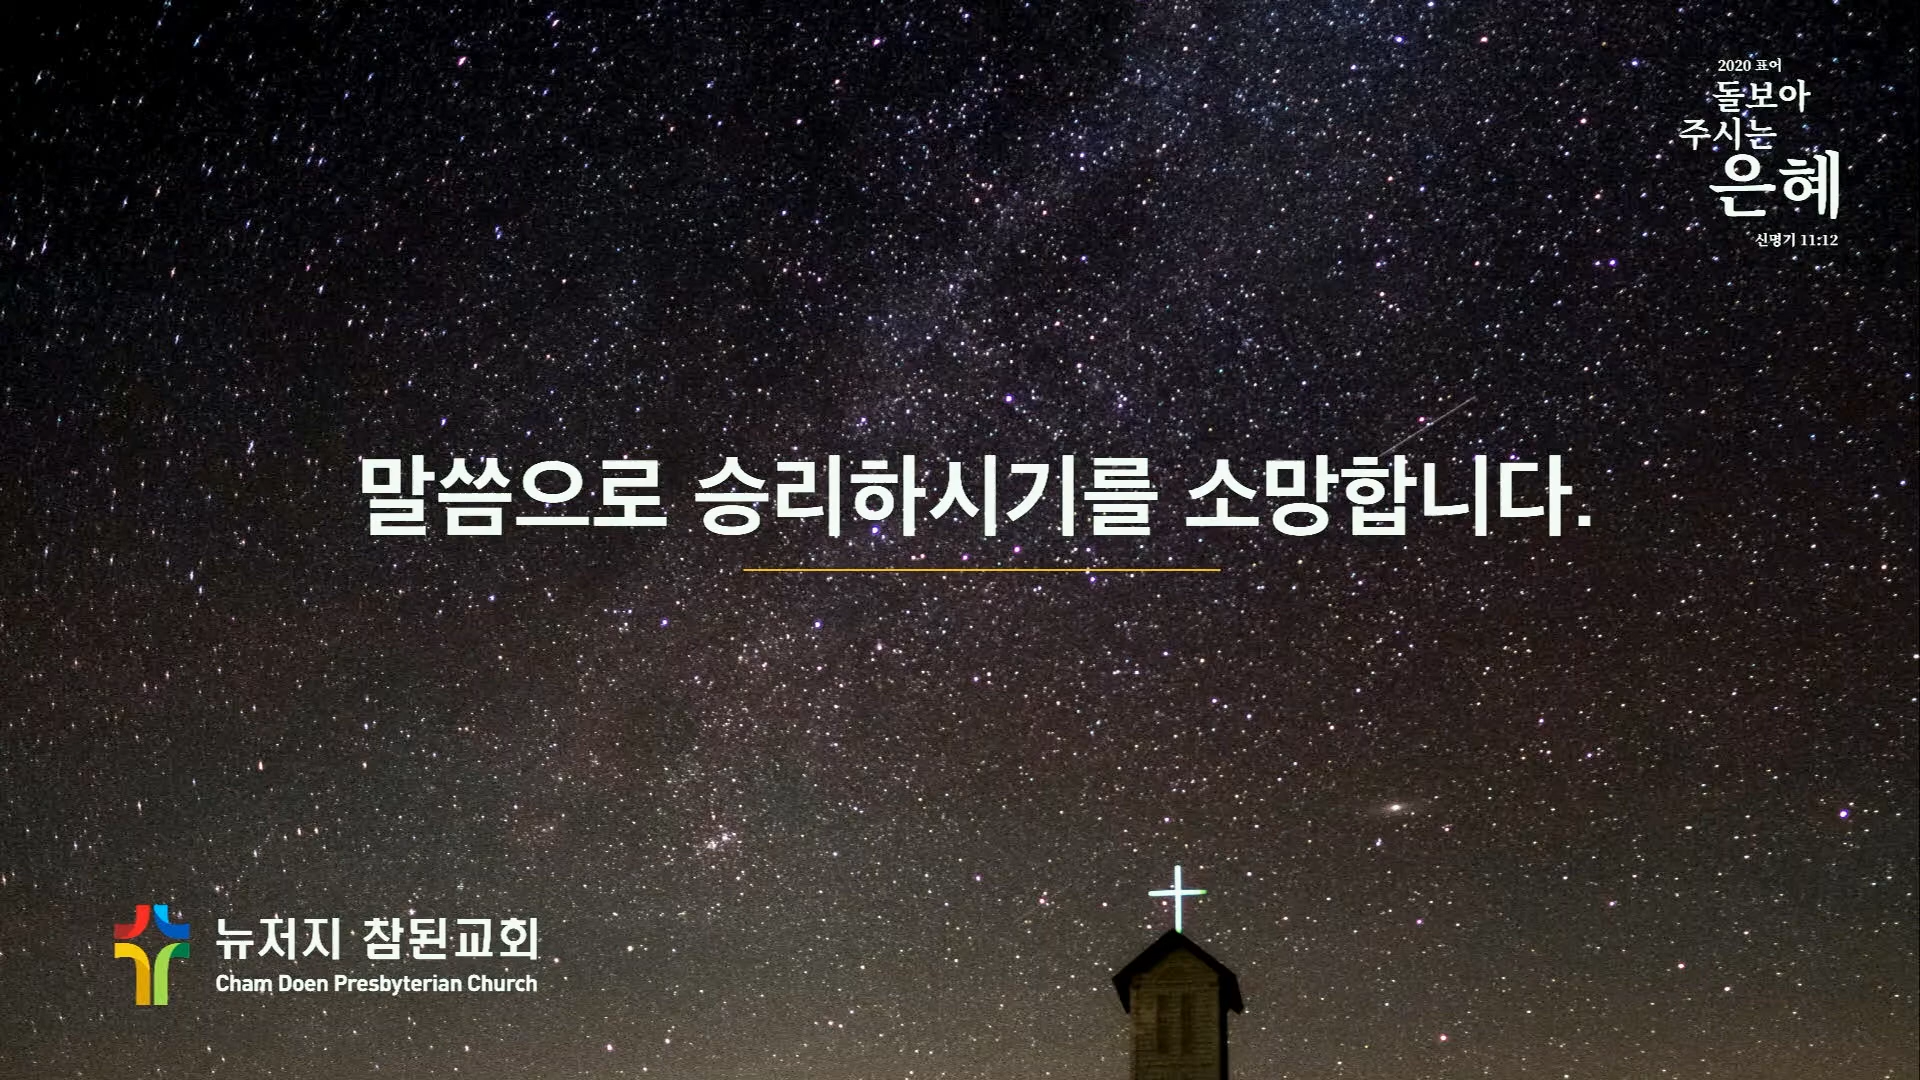 2020 표어
돌보아
주시는
은혜
신명기 11:12
말씀으로 승리하시기를 소망합니다.
뉴저지 참된교회
Cham Doen Presbyterian Church